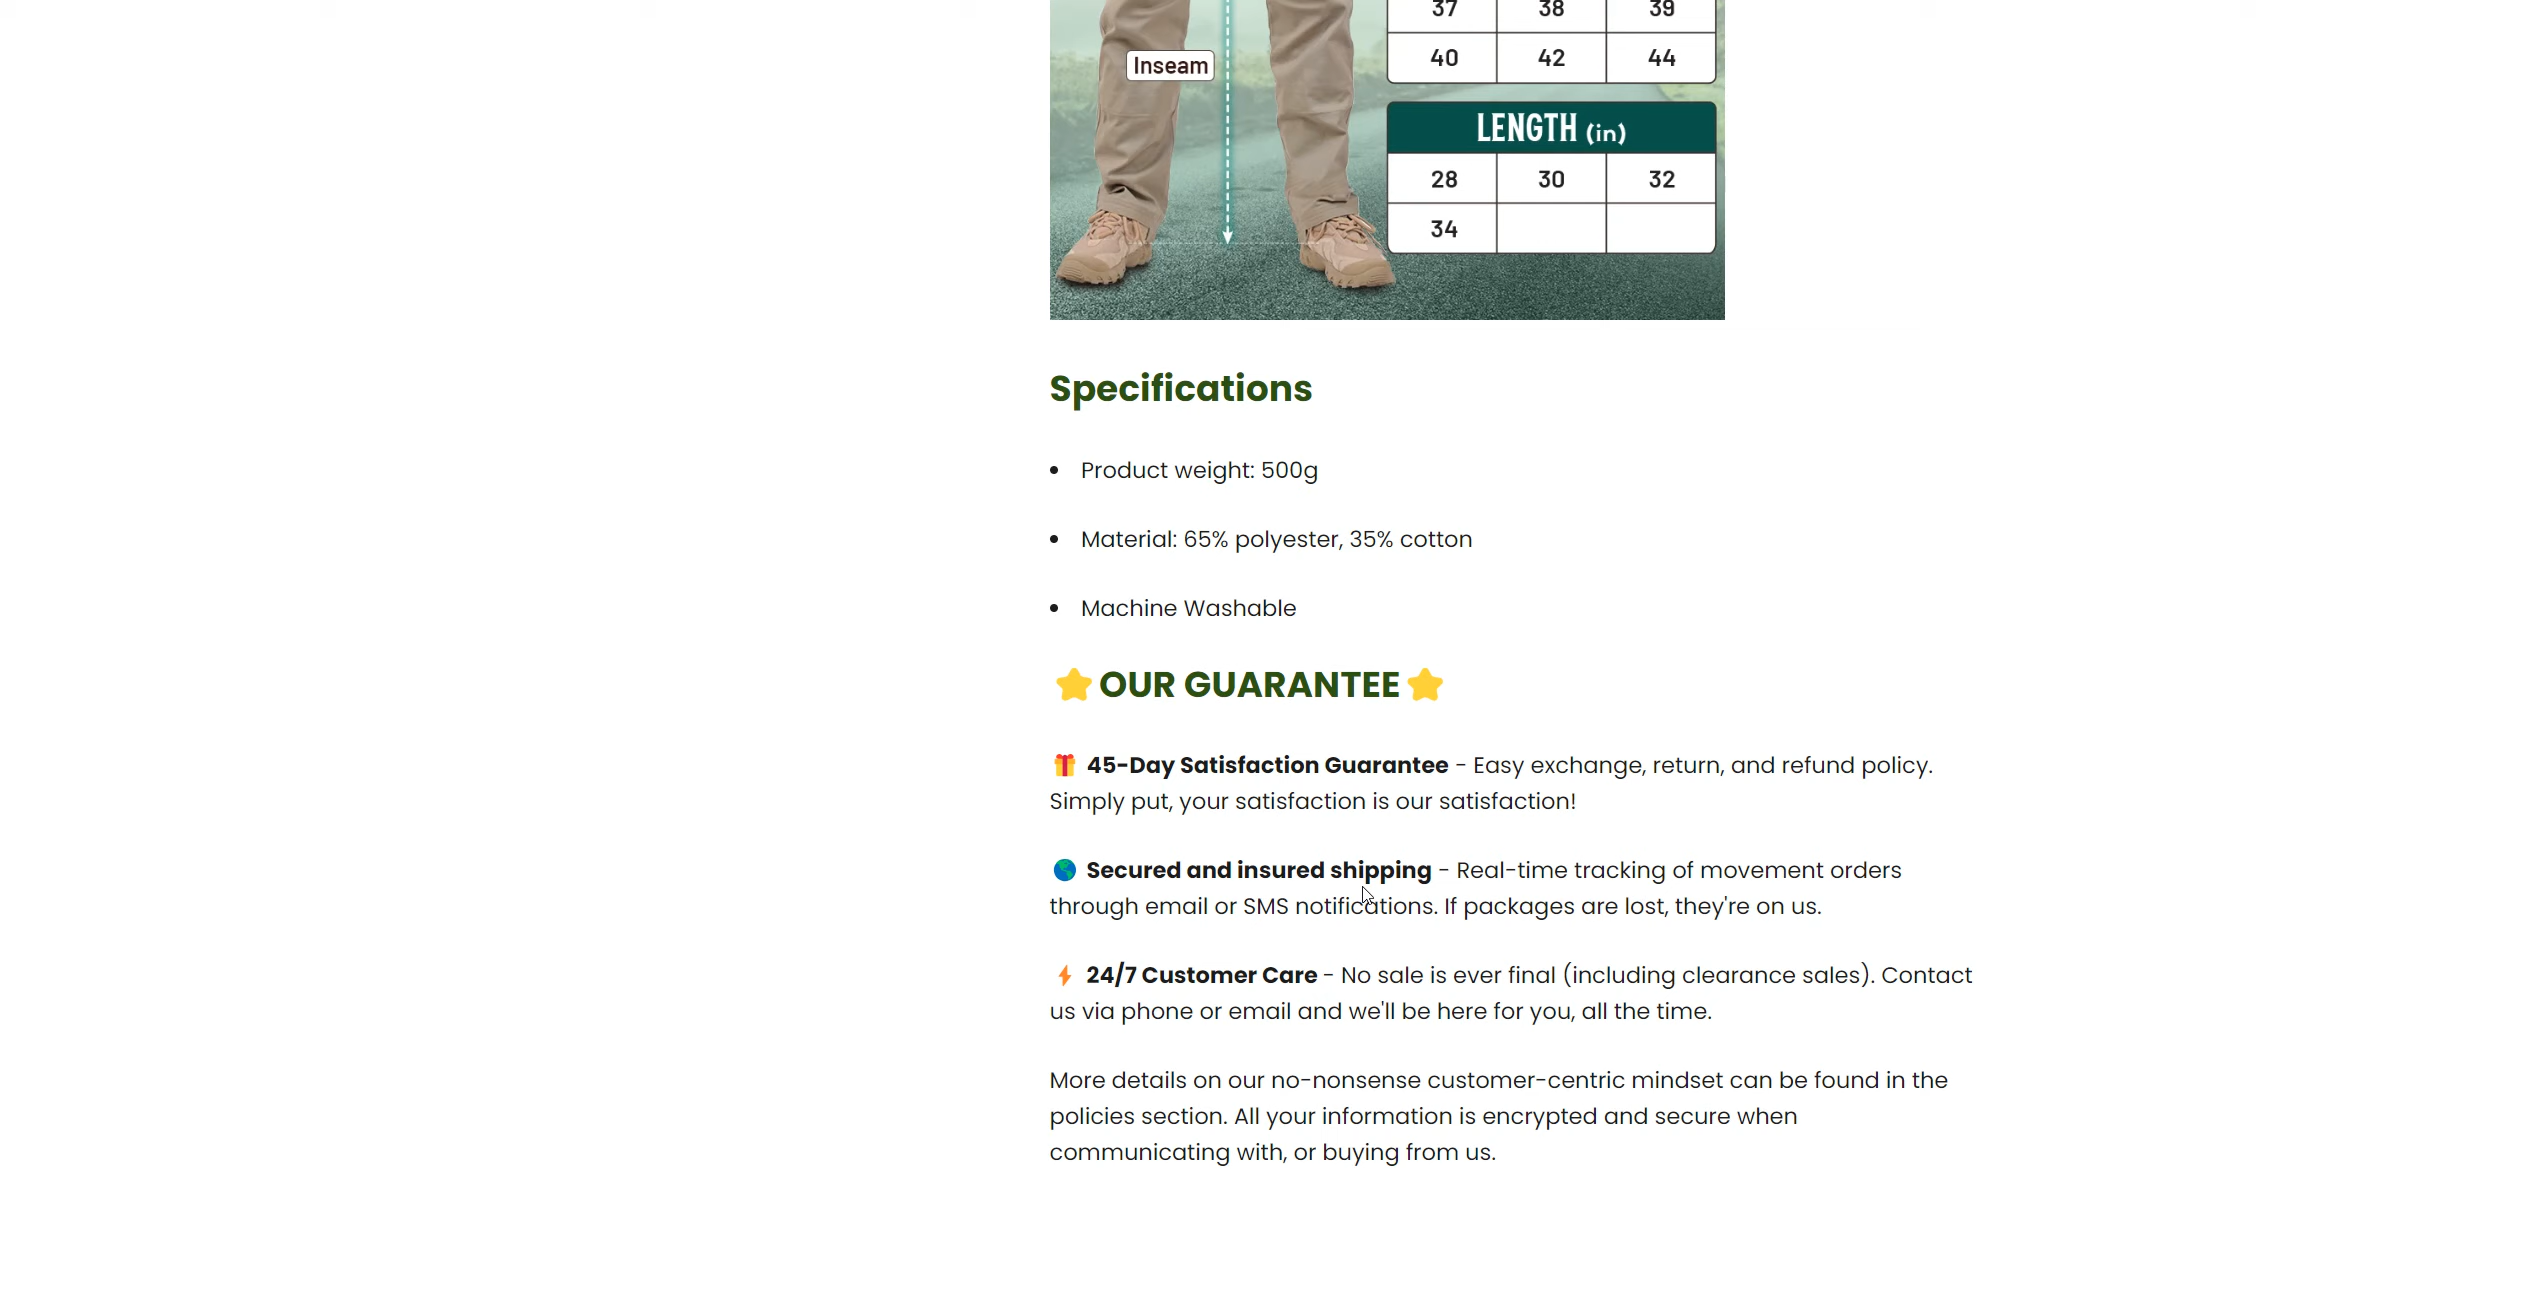 37 38 39
40 42 44
Inseam
LENGTH (in)
28 30 32
34
Specifications
• Product weight: 500g
• Material: 65% polyester, 35% cotton
• Machine Washable
⭐OUR GUARANTEE⭐
🎁 45-Day Satisfaction Guarantee - Easy exchange, return, and refund policy.
Simply put, your satisfaction is our satisfaction!
🌎 Secured and insured shipping - Real-time tracking of movement orders
through email or SMS notifications. If packages are lost, they're on us.
⚡ 24/7 Customer Care - No sale is ever final (including clearance sales). Contact
us via phone or email and we'll be here for you, all the time.
More details on our no-nonsense customer-centric mindset can be found in the
policies section. All your information is encrypted and secure when
communicating with, or buying from us.